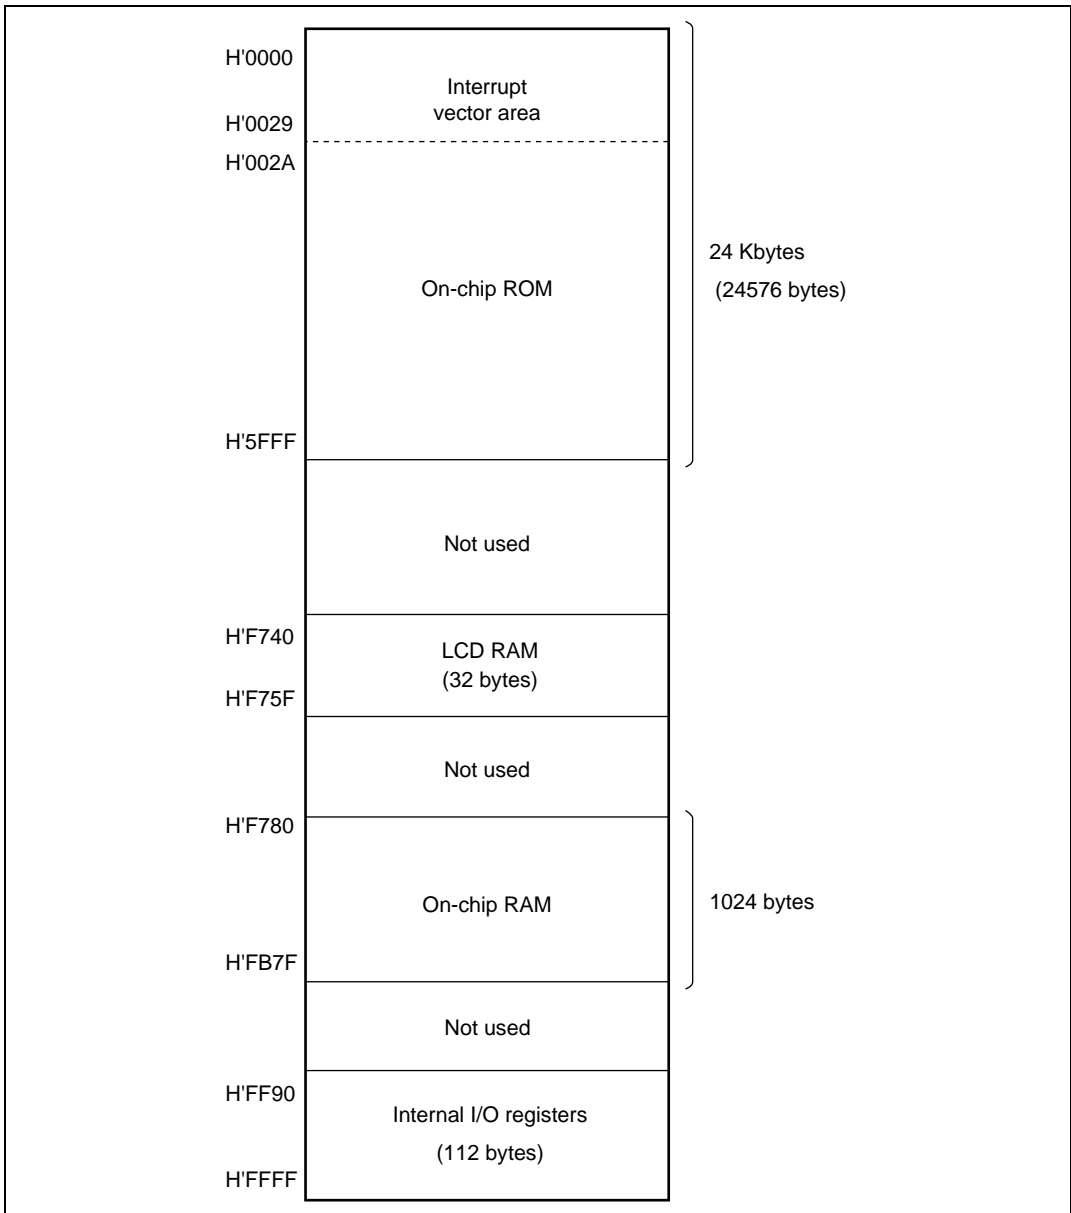 H'0000
Interrupt
vector area
H'0029
H'002A
24 Kbytes
(24576 bytes)
On-chip ROM
H'5FFF
Not used
H'F740
LCD RAM
(32 bytes)
H'F75F
Not used
H'F780
On-chip RAM
1024 bytes
H'FB7F
Not used
H'FF90
Internal I/O registers
(112 bytes)
H'FFFF